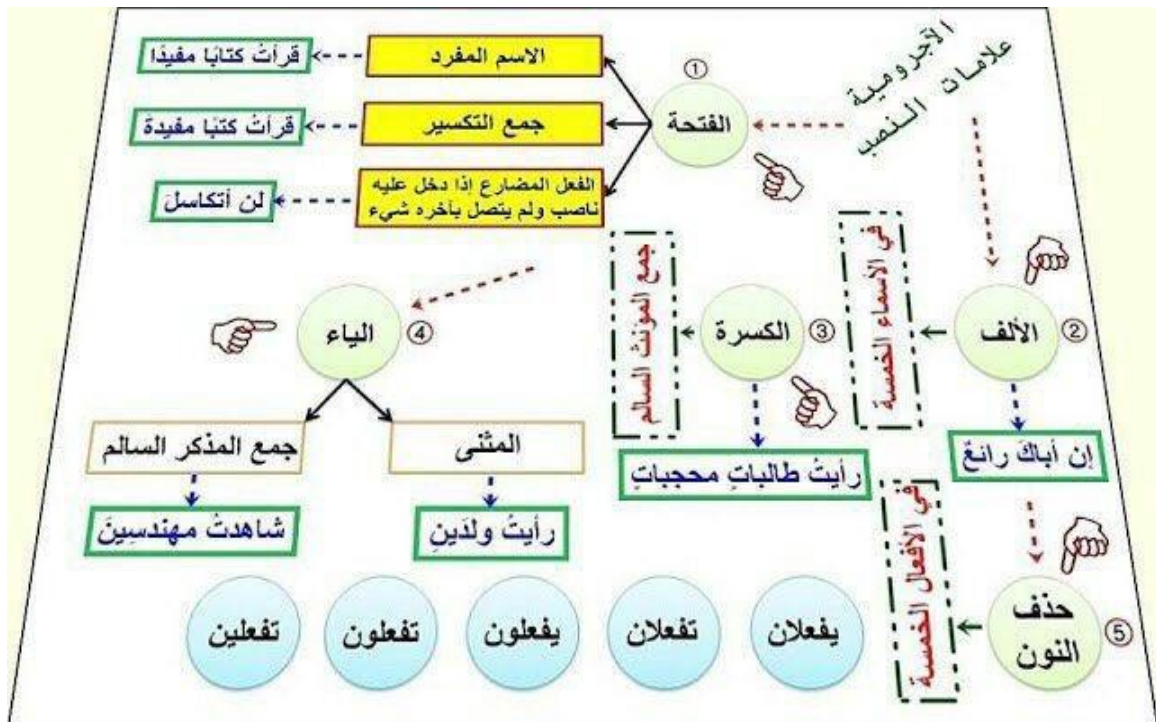 الآجرومية
علامات النصب
①
الفتحة
الاسم المفرد
قرأتُ كتابًا مفيدًا
جمع التكسير
قرأتُ كتبًا مفيدةً
الفعل المضارع إذا دخل عليه
ناصب ولم يتصل بآخره شيء
لن أتكاسلَ
②
الألف
في الأسماء الخمسة
إن أباكَ رائعٌ
③
الكسرة
جمع المؤنث السالم
رأيتُ طالباتٍ محجباتٍ
④
الياء
المثنى
رأيتُ ولدَينِ
جمع المذكر السالم
شاهدتُ مهندسِينَ
⑤
حذف
النون
في الأفعال الخمسة
يفعلان
تفعلان
يفعلون
تفعلون
تفعلين